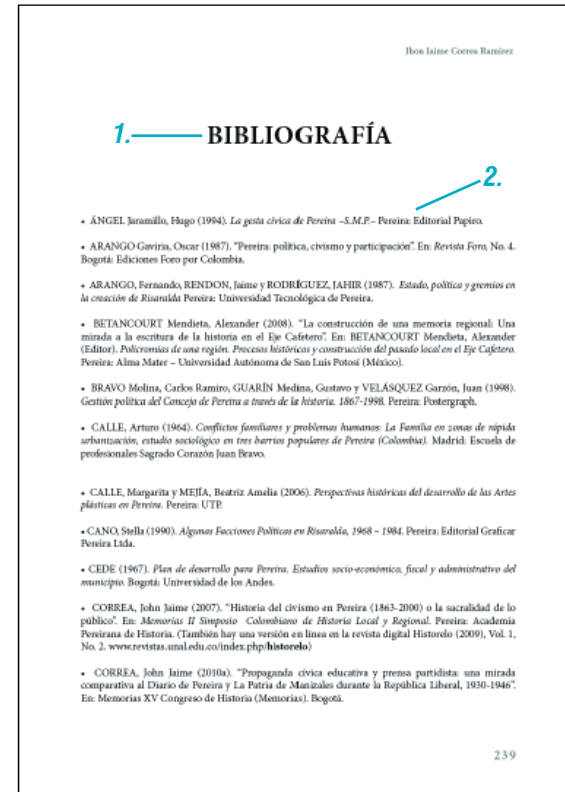 Jhon Jaime Correa Ramírez
1. BIBLIOGRAFÍA
2.
• ÁNGEL Jaramillo, Hugo (1994). La gesta cívica de Pereira –S.M.P.– Pereira: Editorial Papiro.
• ARANGO Gaviria, Oscar (1987). "Pereira: política, civismo y participación". En: Revista Foro, No. 4.
Bogotá: Ediciones Foro por Colombia.
• ARANGO, Fernando, RENDON, Jaime y RODRÍGUEZ, JAHIR (1987). Estado, política y gremios en
la creación de Risaralda Pereira: Universidad Tecnológica de Pereira.
• BETANCOURT Mendieta, Alexander (2008). "La construcción de una memoria regional: Una
mirada a la escritura de la historia en el Eje Cafetero". En: BETANCOURT Mendieta, Alexander
(Editor). Policromías de una región. Procesos históricos y construcción del pasado local en el Eje Cafetero.
Pereira: Alma Mater – Universidad Autónoma de San Luis Potosí (México).
• BRAVO Molina, Carlos Ramiro, GUARÍN Medina, Gustavo y VELÁSQUEZ Garzón, Juan (1998).
Gestión política del Concejo de Pereira a través de la historia. 1867-1998. Pereira: Postergraph.
• CALLE, Arturo (1964). Conflictos familiares y problemas humanos: La Familia en zonas de rápida
urbanización, estudio sociológico en tres barrios populares de Pereira (Colombia). Madrid: Escuela de
profesionales Sagrado Corazón Juan Bravo.
• CALLE, Margarita y MEJÍA, Beatriz Amelia (2006). Perspectivas históricas del desarrollo de las Artes
plásticas en Pereira. Pereira: UTP.
• CANO, Stella (1990). Algunas Facciones Políticas en Risaralda, 1968 – 1984. Pereira: Editorial Graficar
Pereira Ltda.
• CEDE (1967). Plan de desarrollo para Pereira. Estudios socio-económico, fiscal y administrativo del
municipio. Bogotá: Universidad de los Andes.
• CORREA, John Jaime (2007). "Historia del civismo en Pereira (1863-2000) o la sacralidad de lo
público". En: Memorias II Simposio Colombiano de Historia Local y Regional. Pereira: Academia
Pereirana de Historia. (También hay una versión en línea en la revista digital Historelo (2009), Vol. 1,
No. 2. www.revistas.unal.edu.co/index.php/historelo)
• CORREA, John Jaime (2010a). "Propaganda cívica educativa y prensa partidista: una mirada
comparativa al Diario de Pereira y La Patria de Manizales durante la República Liberal, 1930-1946".
En: Memorias XV Congreso de Historia (Memorias). Bogotá.
239